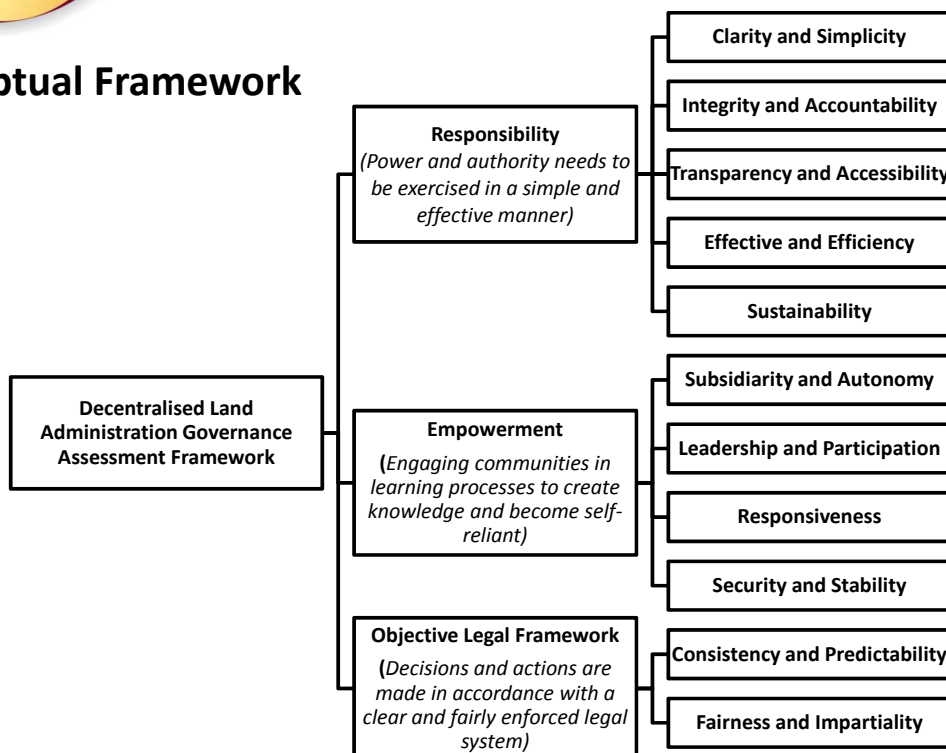 ptual Framework
Decentralised Land
Administration Governance
Assessment Framework
Responsibility
(Power and authority needs to
be exercised in a simple and
effective manner)
Clarity and Simplicity
Integrity and Accountability
Transparency and Accessibility
Effective and Efficiency
Sustainability
Empowerment
(Engaging communities in
learning processes to create
knowledge and become self-
reliant)
Subsidiarity and Autonomy
Leadership and Participation
Responsiveness
Security and Stability
Objective Legal Framework
(Decisions and actions are
made in accordance with a
clear and fairly enforced legal
system)
Consistency and Predictability
Fairness and Impartiality